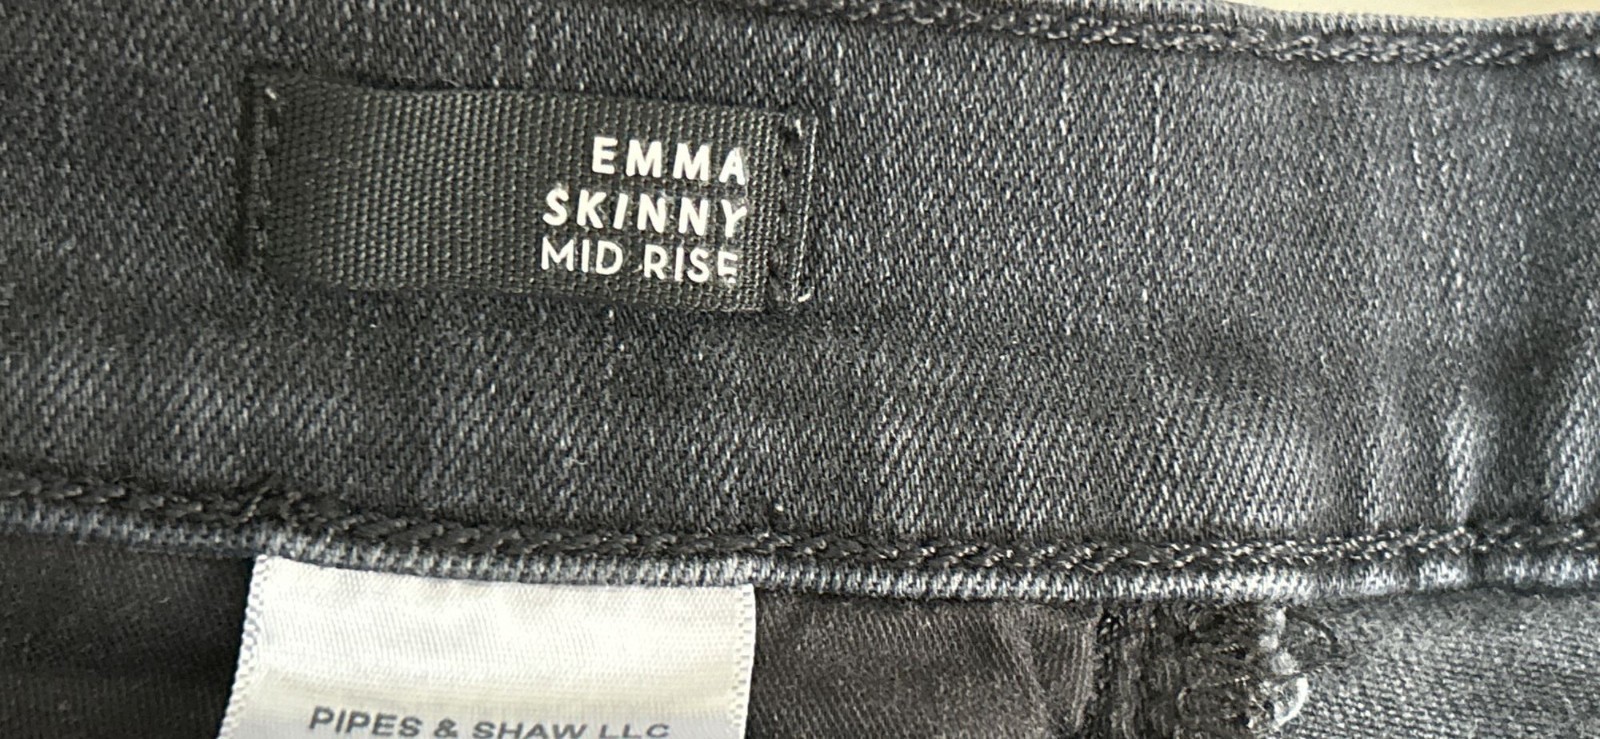 EMMA
SKINNY
MID RISE
PIPES & SHAW LLC